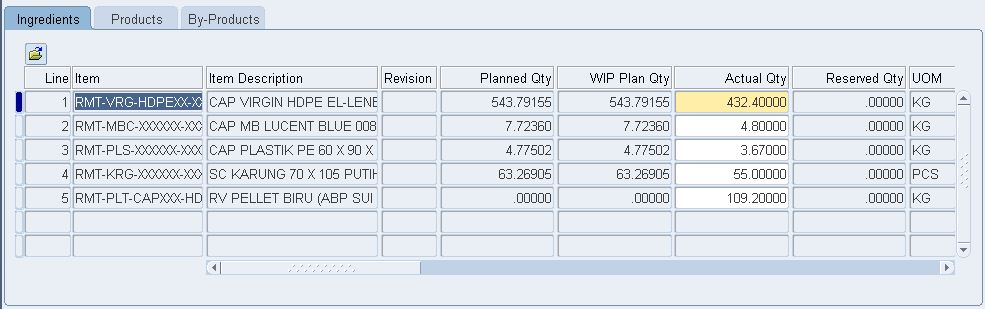 Ingredients Products By-Products
Line Item Item Description Revision Planned Qty WIP Plan Qty Actual Qty Reserved Qty UOM
1 RMT-VRG-HDPEXX-XX CAP VIRGIN HDPE EL-LENE 543.79155 543.79155 432.40000 .00000 KG
2 RMT-MBC-XXXXXX-XXX CAP MB LUCENT BLUE 008 7.72360 7.72360 4.80000 .00000 KG
3 RMT-PLS-XXXXXX-XXX CAP PLASTIK PE 60 X 90 X 4.77502 4.77502 3.67000 .00000 KG
4 RMT-KRG-XXXXXX-XXX SC KARUNG 70 X 105 PUTIH 63.26905 63.26905 55.00000 .00000 PCS
5 RMT-PLT-CAPXXX-HD RV PELLET BIRU (ABP SUI .00000 .00000 109.20000 .00000 KG